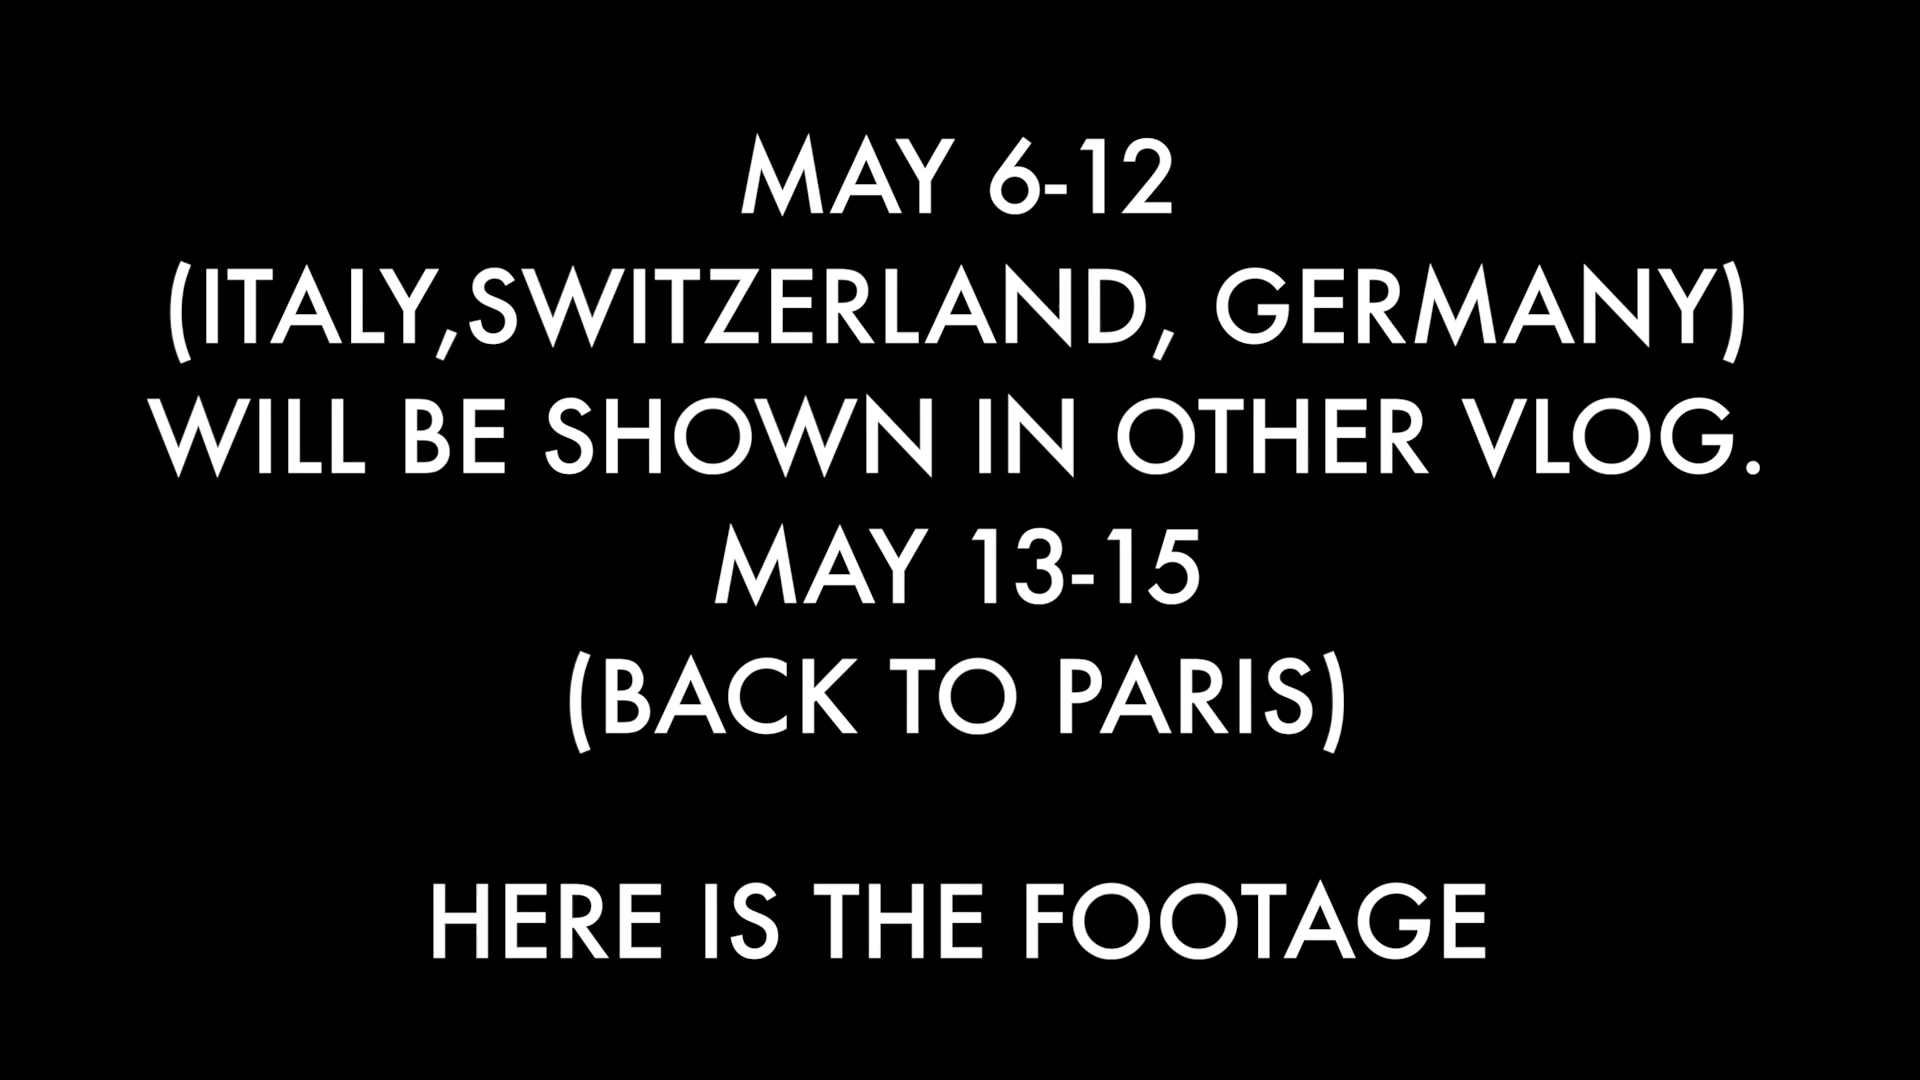 MAY 6-12
(ITALY,SWITZERLAND, GERMANY)
WILL BE SHOWN IN OTHER VLOG.
MAY 13-15
(BACK TO PARIS)
HERE IS THE FOOTAGE